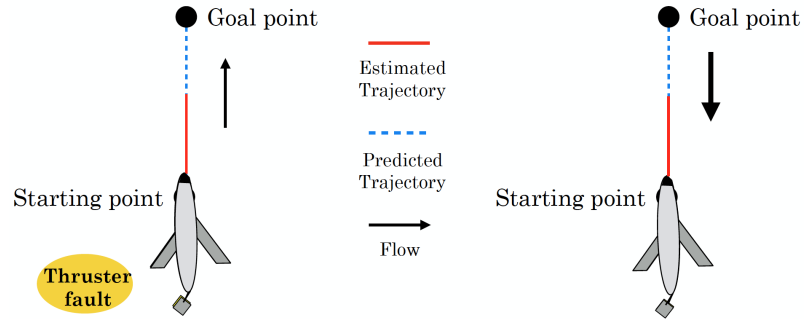 Goal point
Starting point
Thruster
fault
Estimated
Trajectory
Predicted
Trajectory
Flow
Goal point
Starting point